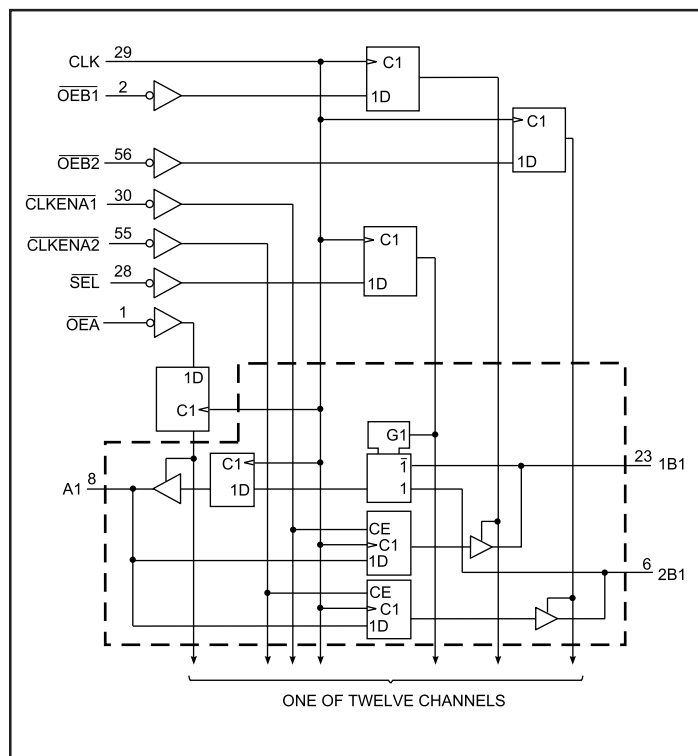 CLK 29
C1
OEB1 2
1D
C1
OEB2 56
1D
CLKENA1 30
CLKENA2 55
C1
SEL 28
1D
OEA 1
1D
C1
G1
C1
1̅
23 1B1
A1 8
1D
1
CE
C1
1D
6 2B1
CE
C1
1D
ONE OF TWELVE CHANNELS